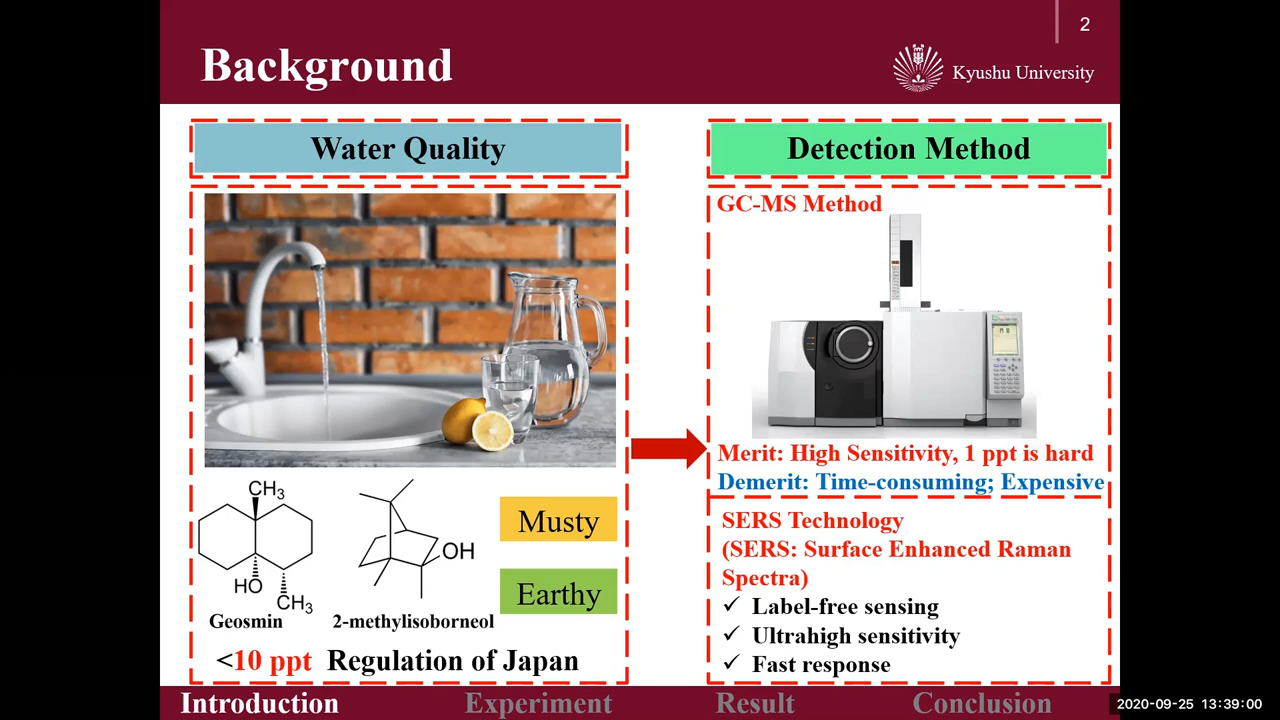 2
Background
Kyushu University
Water Quality
CH3
HO
CH3
Geosmin
OH
2-methylisoborneol
Musty
Earthy
<10 ppt Regulation of Japan
Detection Method
GC-MS Method
Merit: High Sensitivity, 1 ppt is hard
Demerit: Time-consuming; Expensive
SERS Technology
(SERS: Surface Enhanced Raman
Spectra)
✓ Label-free sensing
✓ Ultrahigh sensitivity
✓ Fast response
Introduction Experiment Result Conclusion
2020-09-25 13:39:00